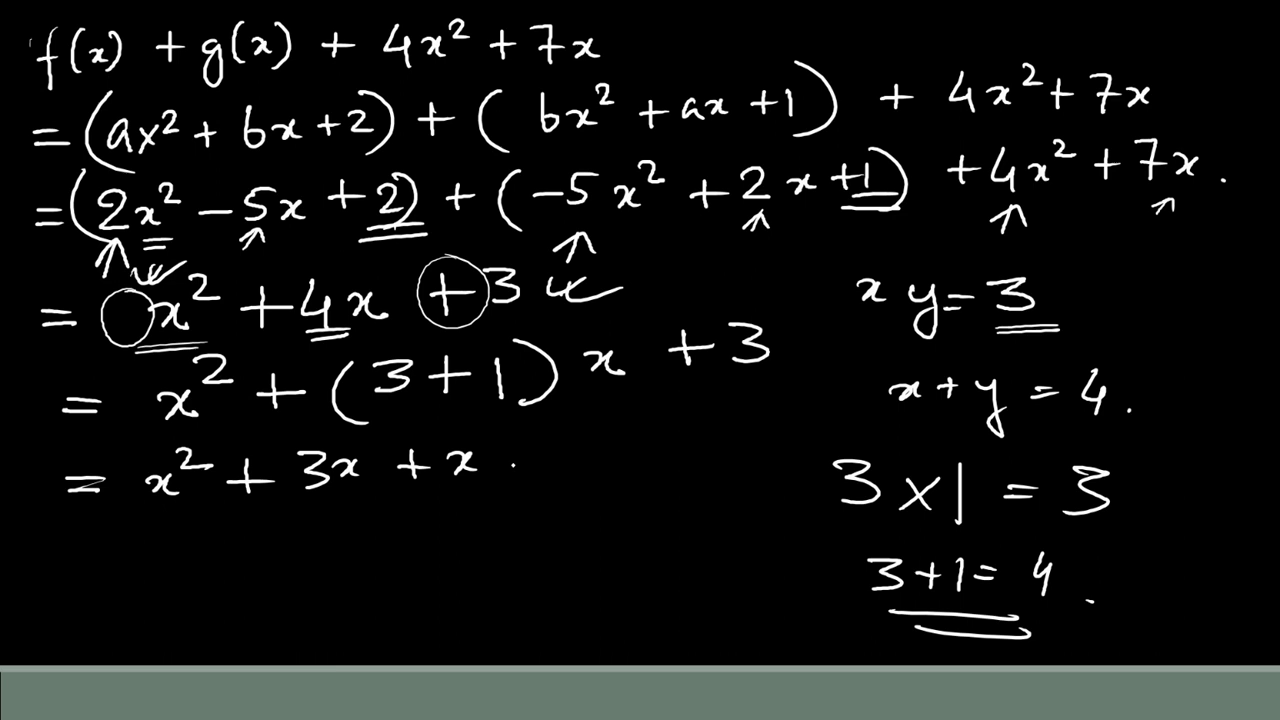 f(x) + g(x) + 4x² + 7x
= (ax² + bx + 2) + (bx² + ax + 1) + 4x² + 7x
= (2x² - 5x + 2) + (-5x² + 2x + 1) + 4x² + 7x.
= x² + 4x + 3
xy = 3
= x² + (3 + 1)x + 3
x + y = 4.
= x² + 3x + x
3 x 1 = 3
3 + 1 = 4